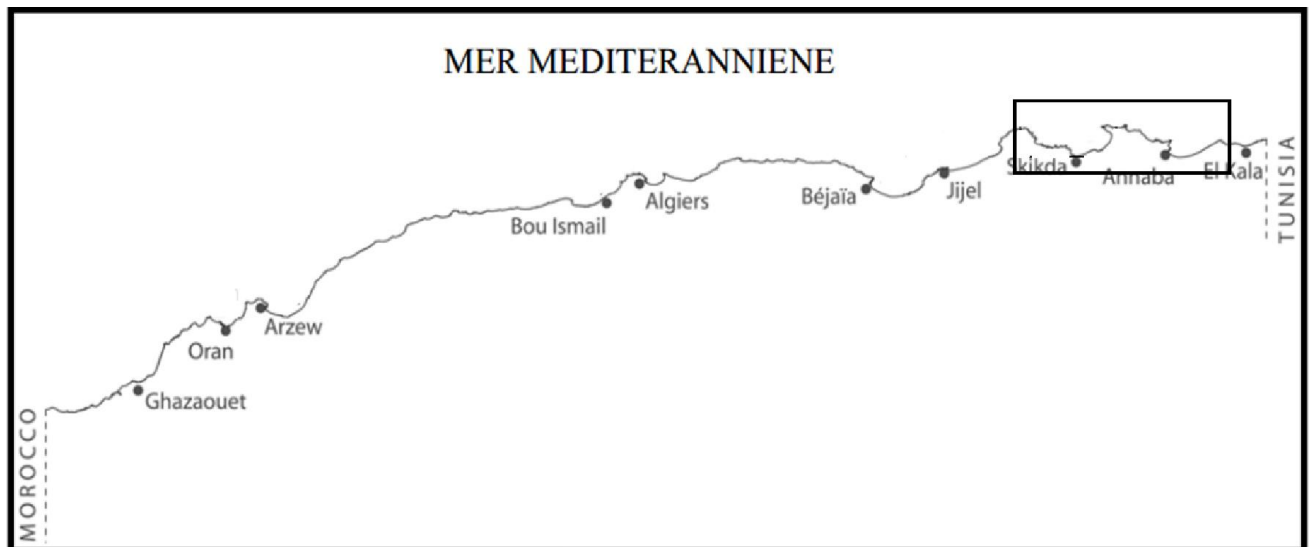 MER MEDITERANNIENE
Skikda
Annaba
El Kala
TUNISIA
Béjaïa
Jijel
Algiers
Bou Ismail
Arzew
Oran
Ghazaouet
MOROCCO